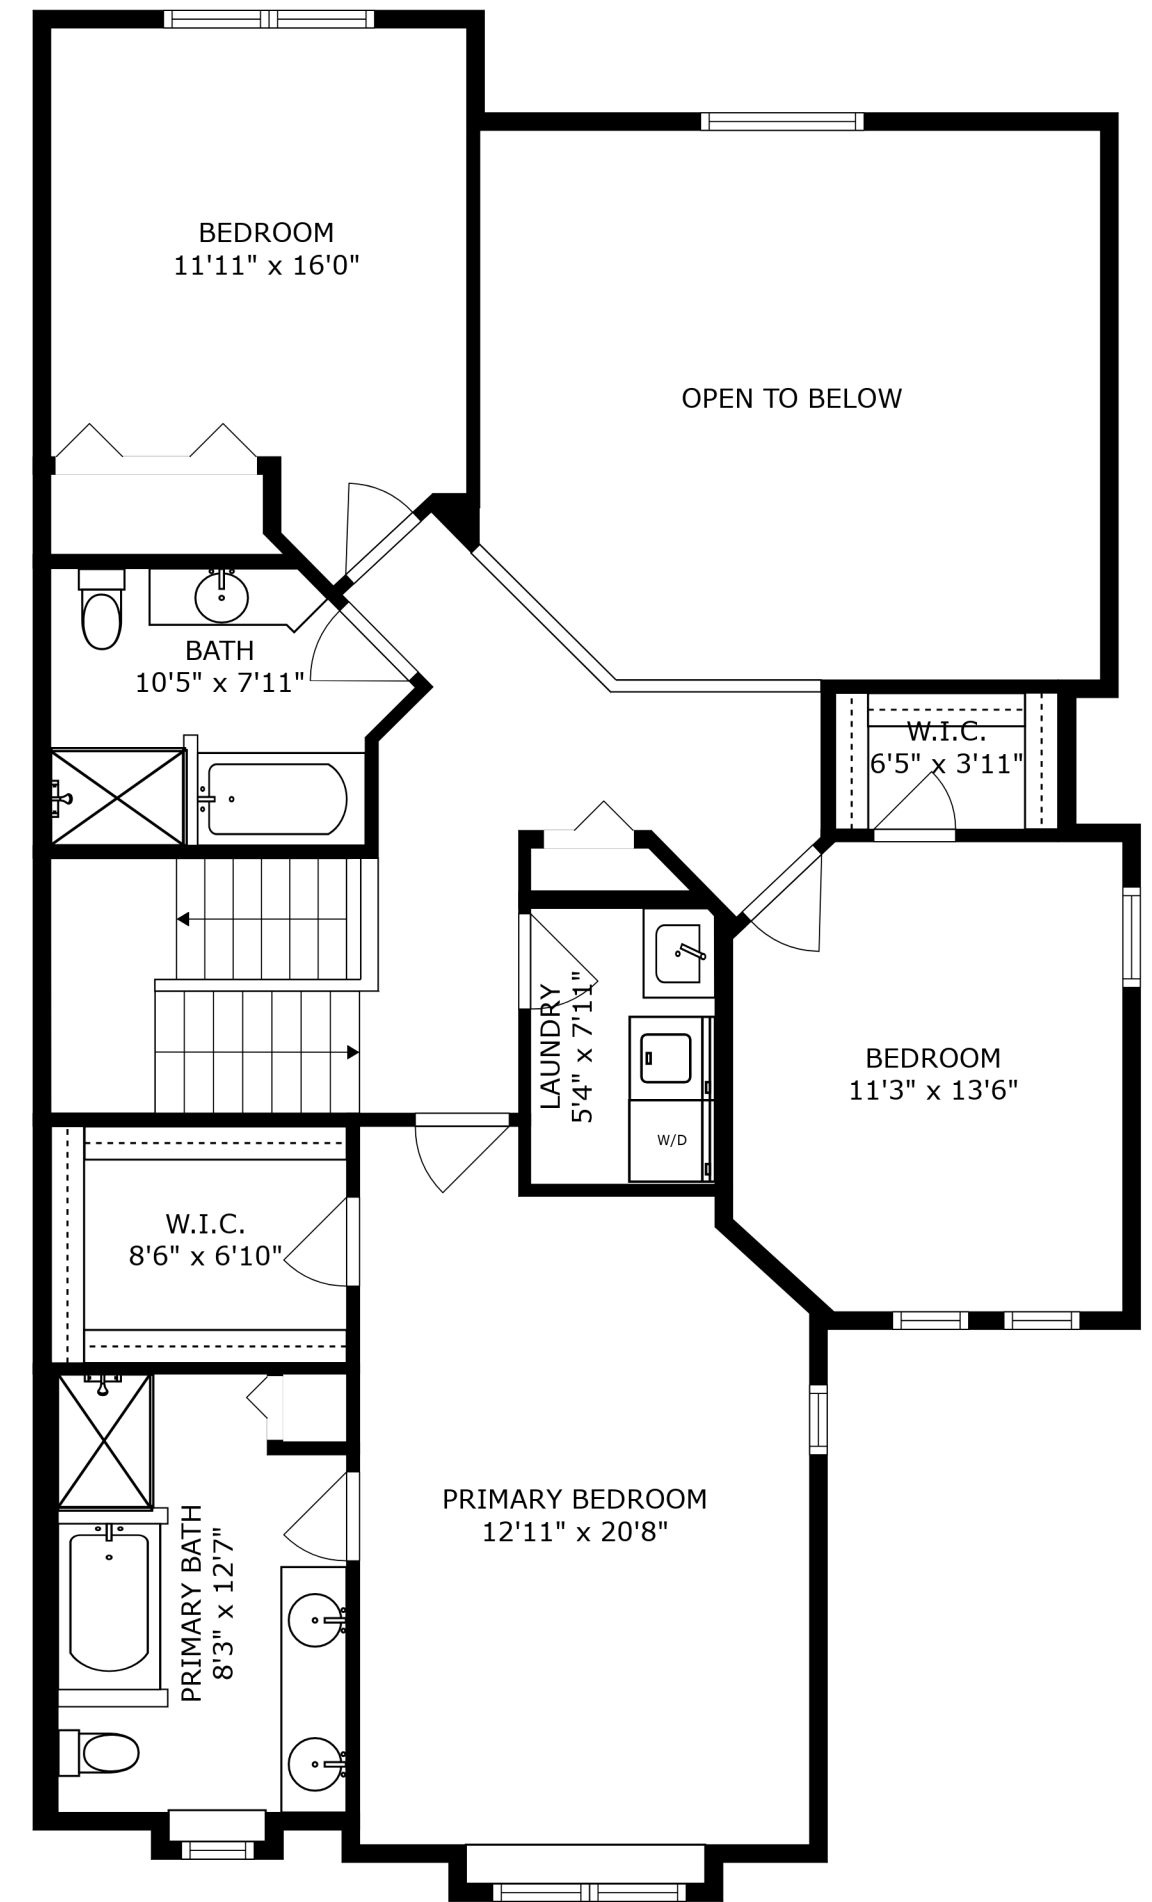 BEDROOM
11'11" x 16'0"
OPEN TO BELOW
BATH
10'5" x 7'11"
W.I.C.
6'5" x 3'11"
LAUNDRY
5'4" x 7'11"
BEDROOM
11'3" x 13'6"
W/D
W.I.C.
8'6" x 6'10"
PRIMARY BEDROOM
12'11" x 20'8"
PRIMARY BATH
8'3" x 12'7"